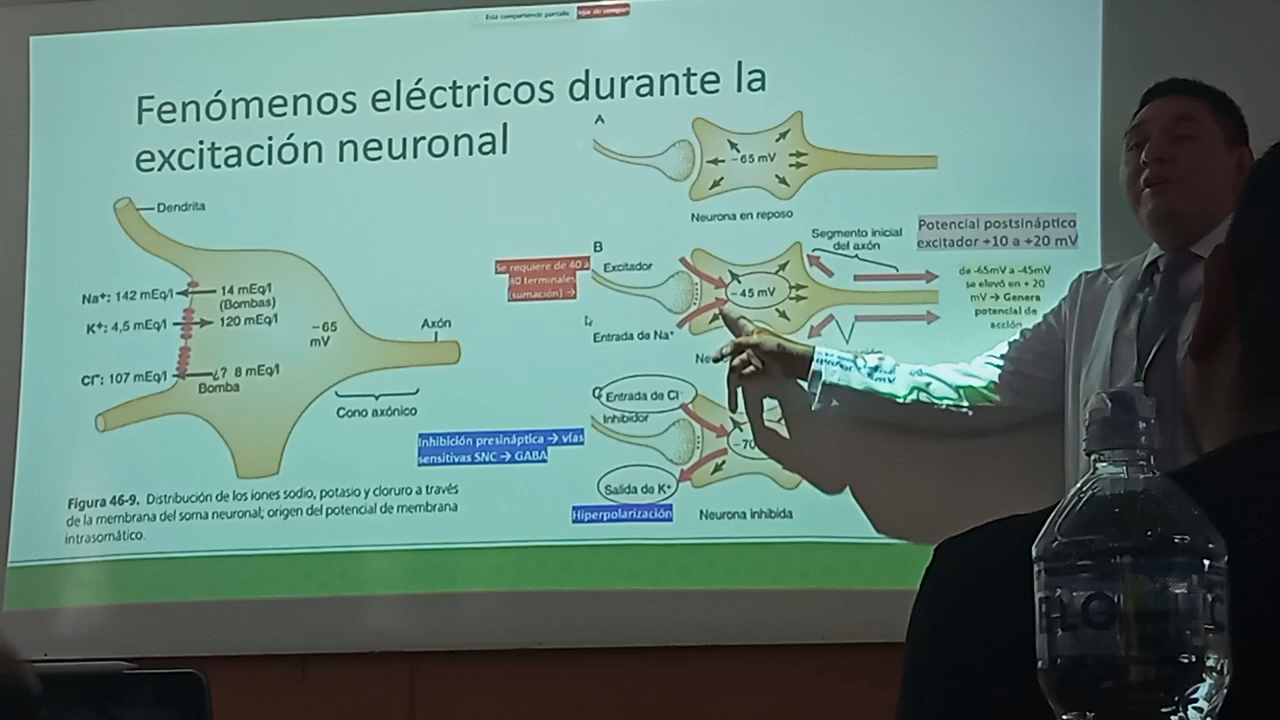 Está compartiendo pantalla
Fenómenos eléctricos durante la
excitación neuronal
Dendrita
Na⁺: 142 mEq/l
14 mEq/l
(Bombas)
K⁺: 4,5 mEq/l
120 mEq/l
Cl⁻: 107 mEq/l
¿? 8 mEq/l
Bomba
-65
mV
Axón
Cono axónico
Inhibición presináptica → vías
sensitivas SNC → GABA
Figura 46-9. Distribución de los iones sodio, potasio y cloruro a través
de la membrana del soma neuronal; origen del potencial de membrana
intrasomático.
A
-65 mV
Neurona en reposo
B
Se requiere de 40 a
80 terminales
(sumación) →
Excitador
Entrada de Na⁺
-45 mV
Segmento inicial
del axón
Potencial postsináptico
excitador +10 a +20 mV
de -65mV a -45mV
se elevó en + 20
mV → Genera
potencial de
acción
C
Entrada de Cl⁻
Inhibidor
-70
Salida de K⁺
Hiperpolarización
Neurona inhibida